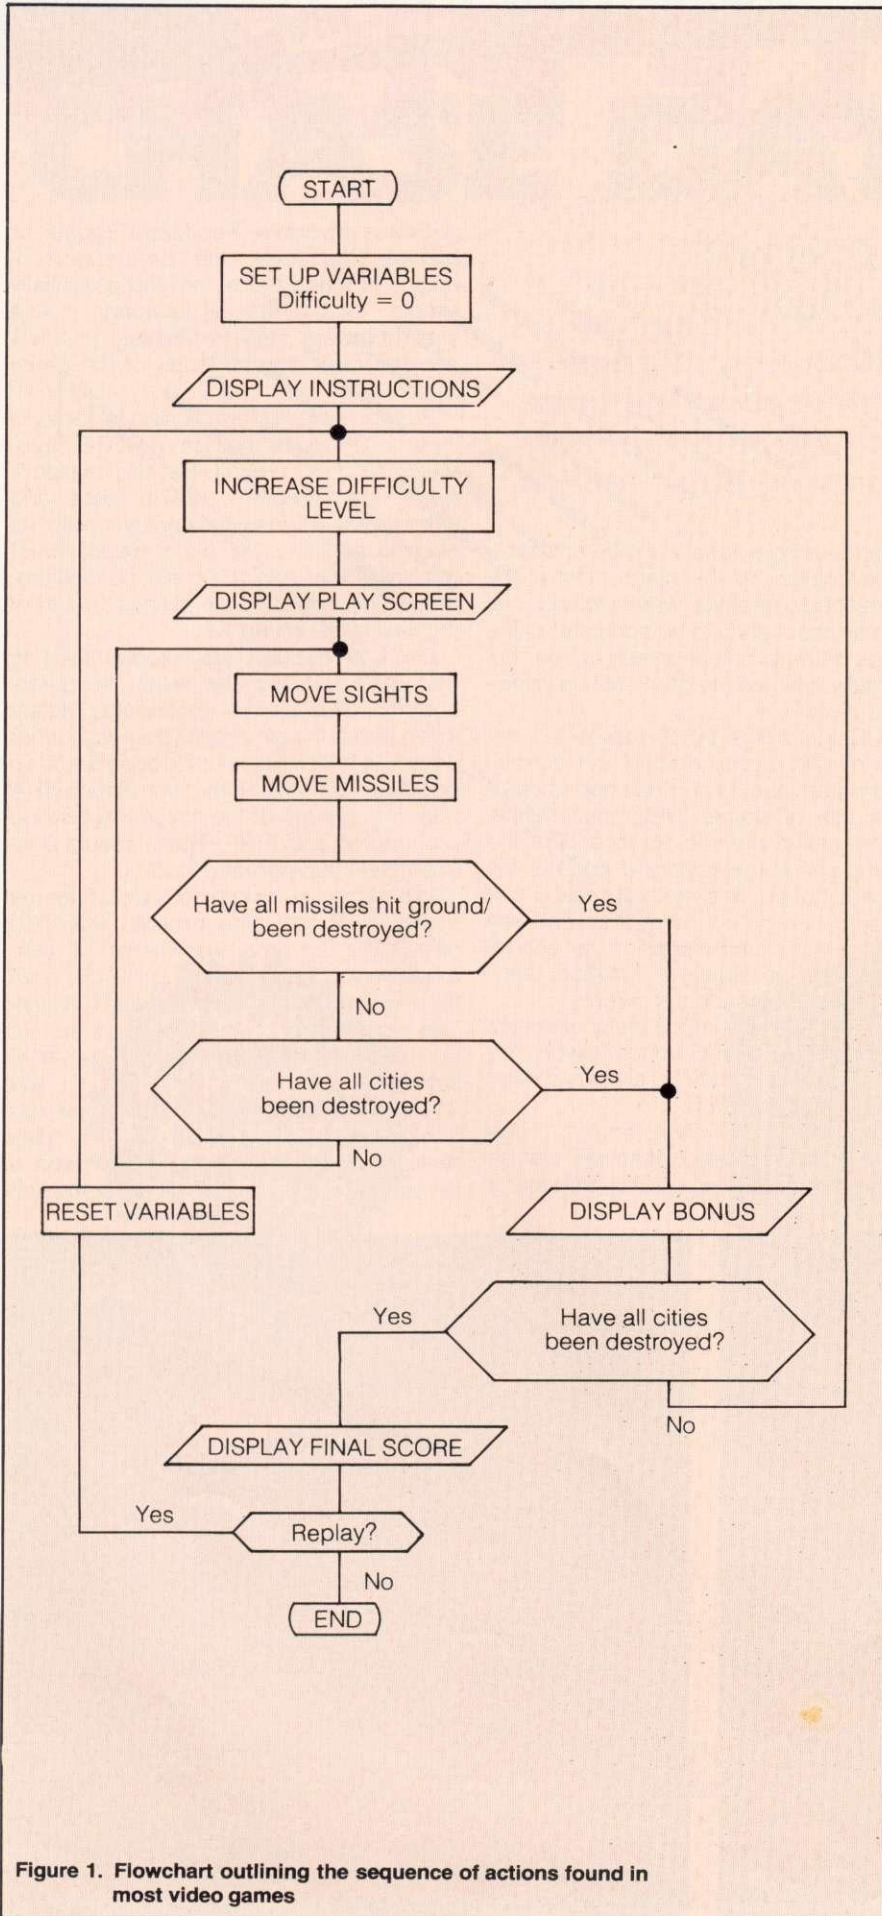 START
SET UP VARIABLES
Difficulty = 0
DISPLAY INSTRUCTIONS
INCREASE DIFFICULTY
LEVEL
DISPLAY PLAY SCREEN
MOVE SIGHTS
MOVE MISSILES
Have all missiles hit ground/
been destroyed?
Yes
No
Have all cities
been destroyed?
Yes
No
RESET VARIABLES
DISPLAY BONUS
Have all cities
been destroyed?
Yes
No
DISPLAY FINAL SCORE
Replay?
Yes
No
END
Figure 1. Flowchart outlining the sequence of actions found in
most video games